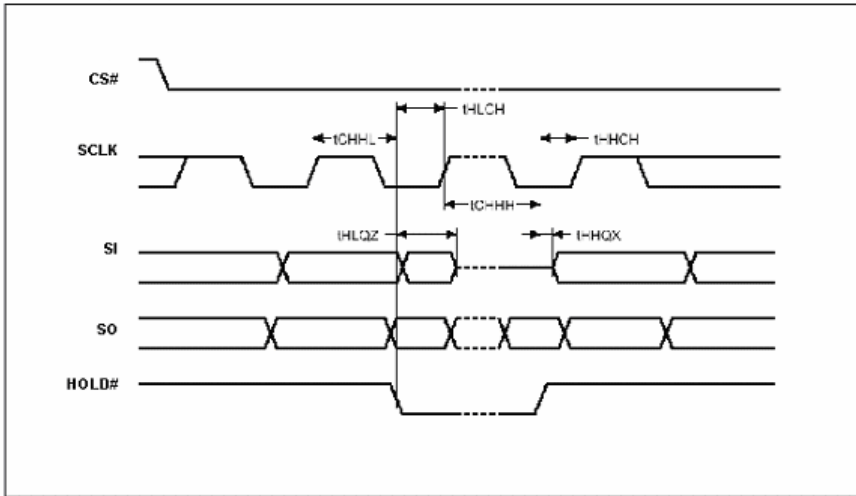 CS#
tHLCH
tCHHL
tHHCH
SCLK
tCHHH
tHLQZ
tHHQX
SI
SO
HOLD#